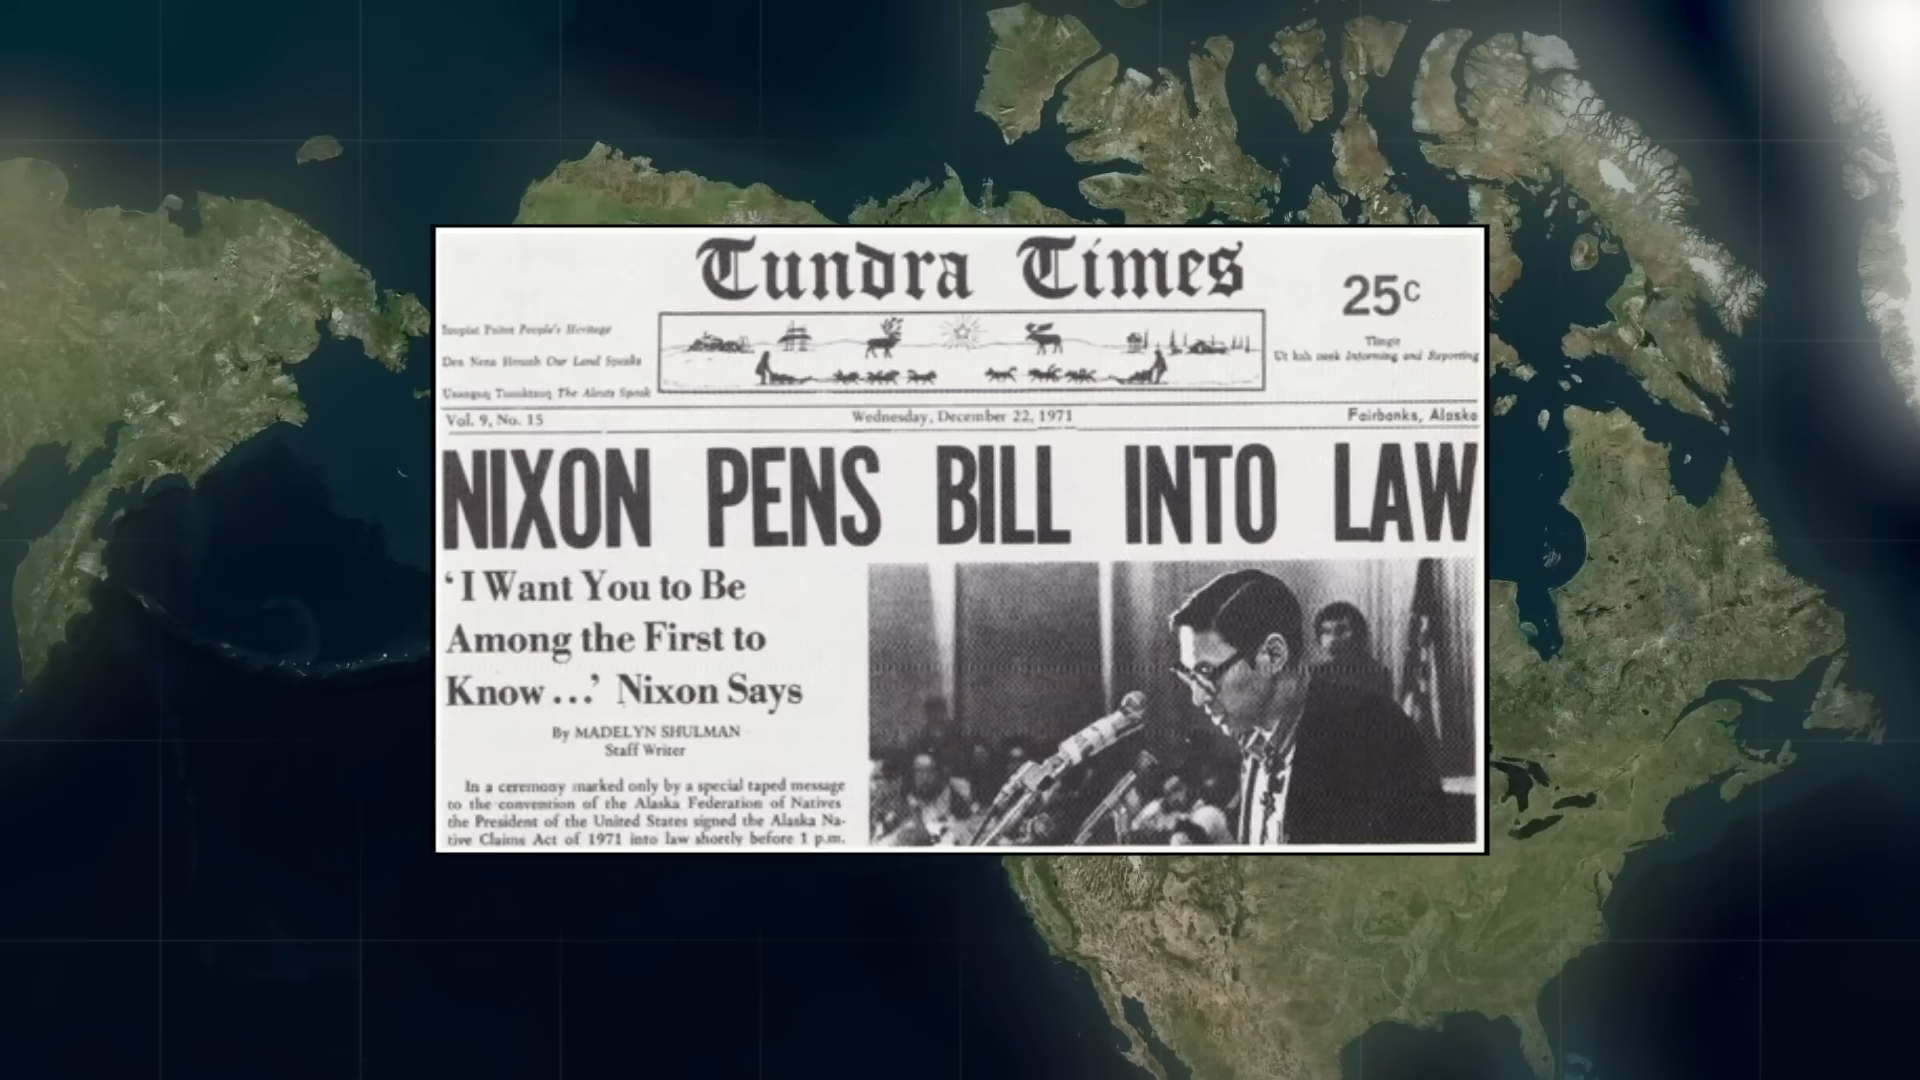 Tundra Times
25c
Inupiat Paitot People's Heritage
Den Nena Henash Our Land Speaks
Unangug Tunuktauq The Aleuts Speak
Tlingit
Ut kah neek Informing and Reporting
Vol. 9, No. 15
Wednesday, December 22, 1971
Fairbanks, Alaska
NIXON PENS BILL INTO LAW
‘I Want You to Be
Among the First to
Know...’ Nixon Says
By MADELYN SHULMAN
Staff Writer
In a ceremony marked only by a special taped message
to the convention of the Alaska Federation of Natives
the President of the United States signed the Alaska Na-
tive Claims Act of 1971 into law shortly before 1 p.m.